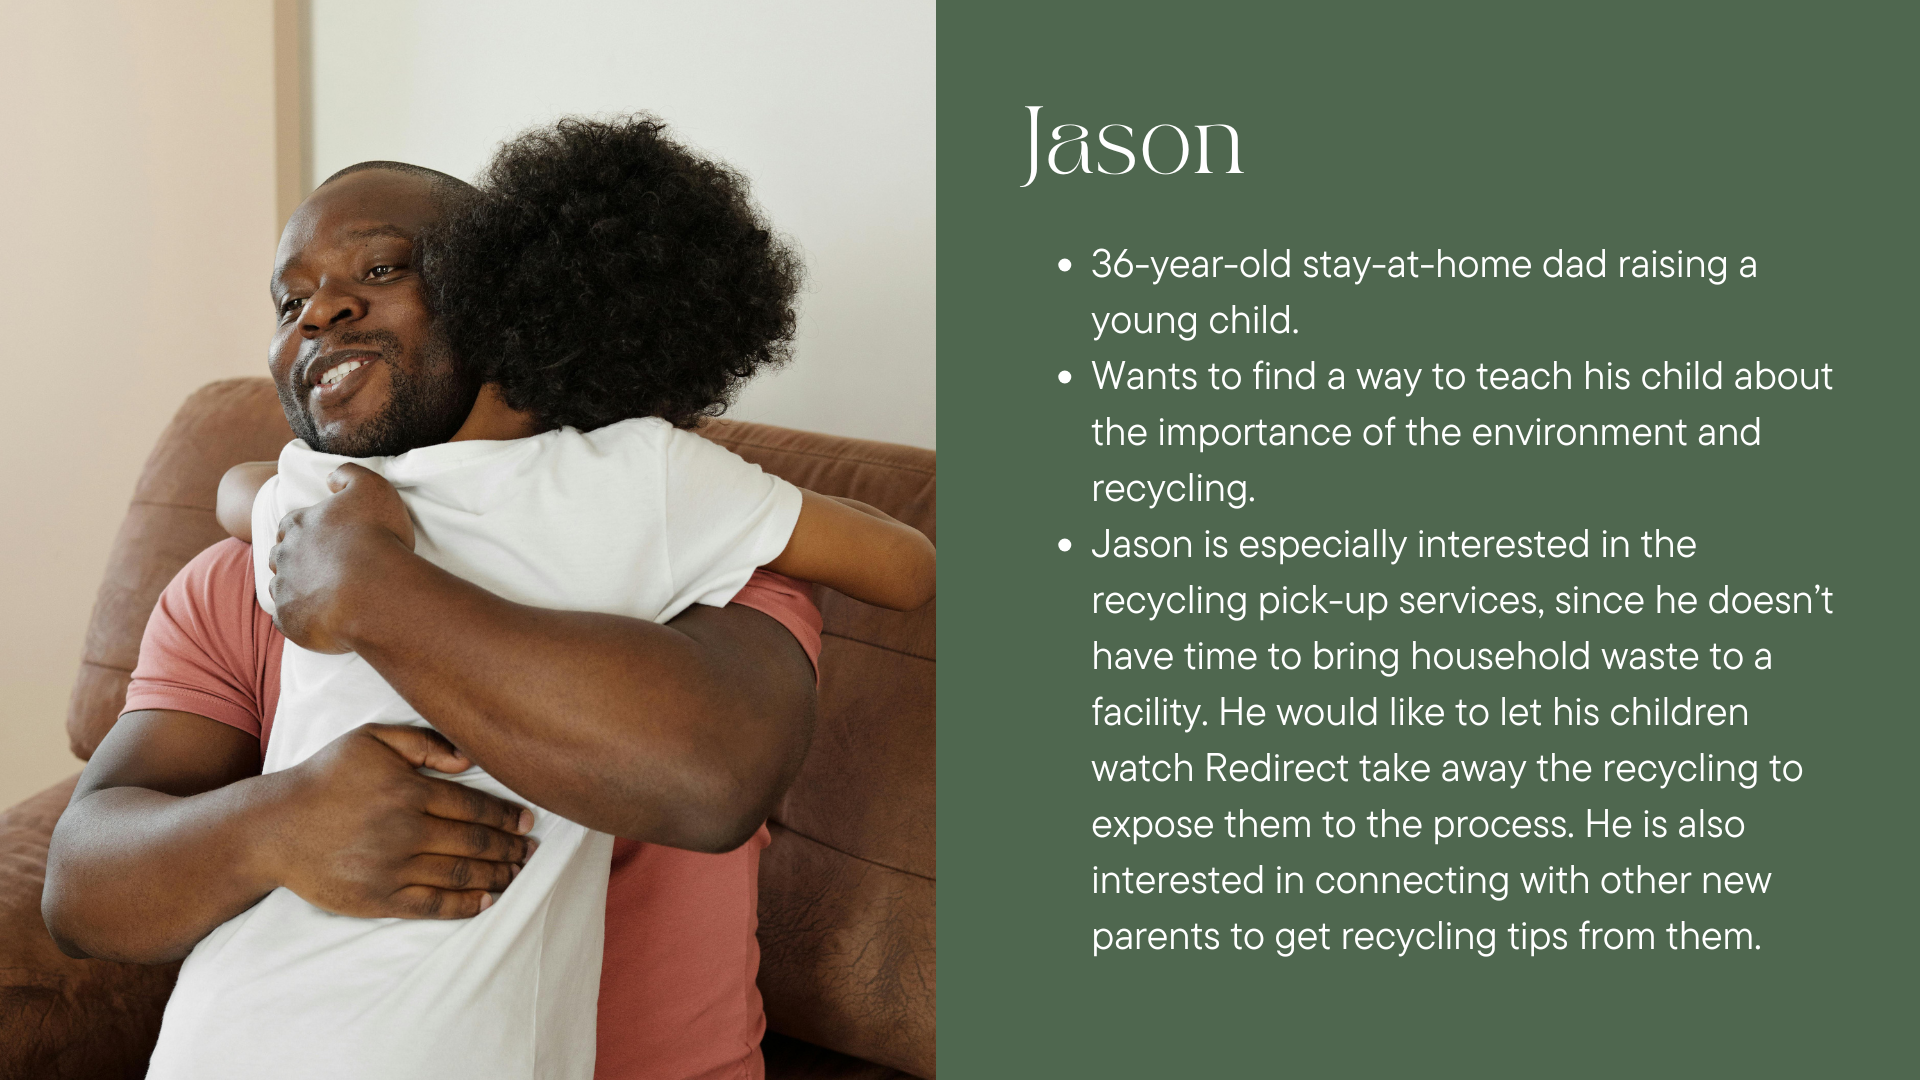 Jason
• 36-year-old stay-at-home dad raising a
young child.
• Wants to find a way to teach his child about
the importance of the environment and
recycling.
• Jason is especially interested in the
recycling pick-up services, since he doesn’t
have time to bring household waste to a
facility. He would like to let his children
watch Redirect take away the recycling to
expose them to the process. He is also
interested in connecting with other new
parents to get recycling tips from them.